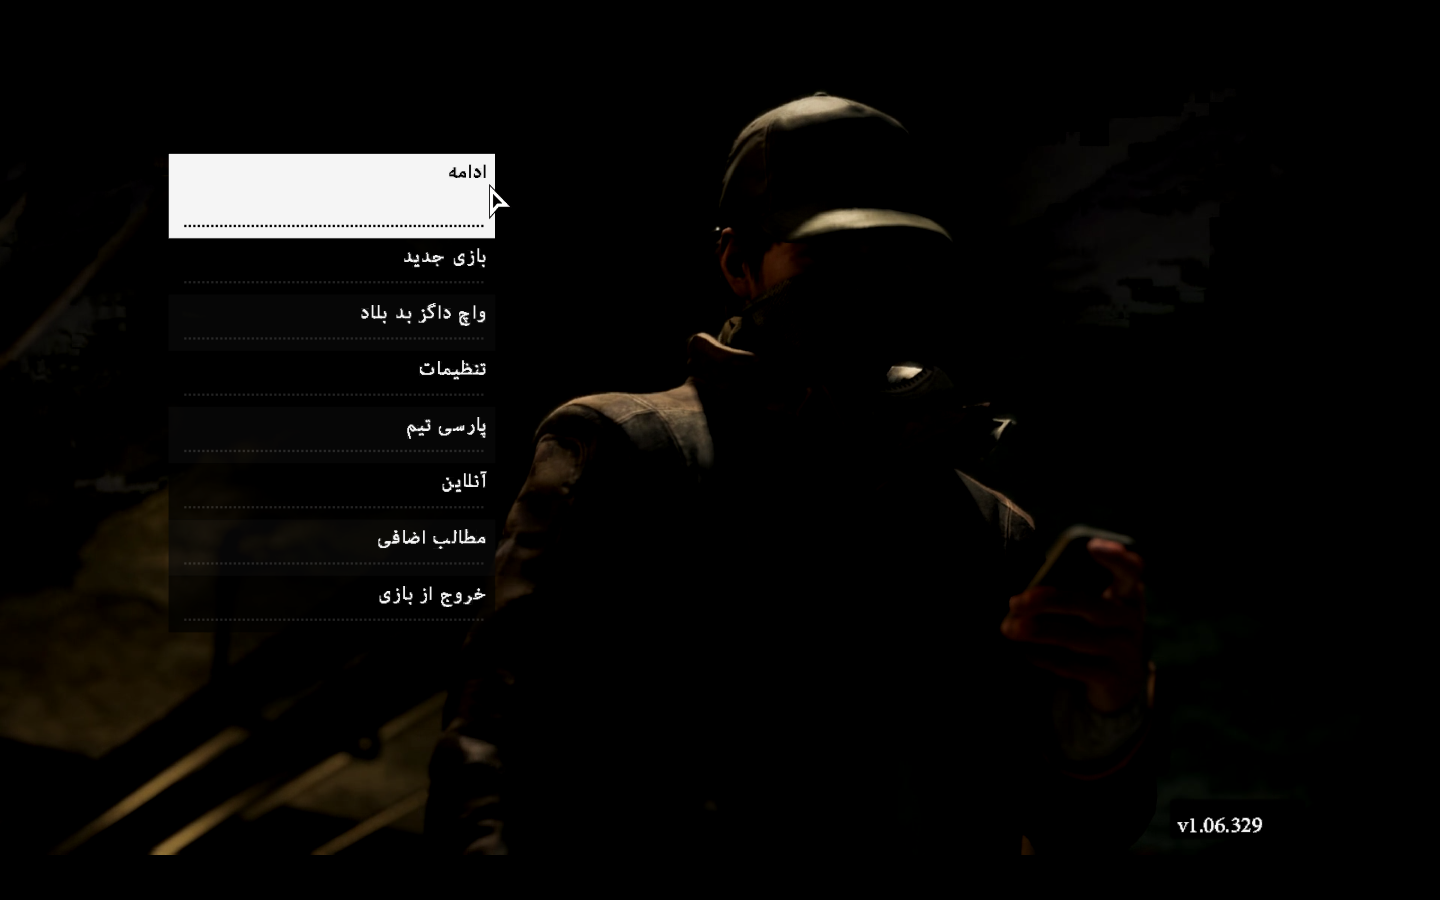 ادامه
بازی جدید
واچ داگز بد بلاد
تنظیمات
پارسی تیم
آنلاین
مطالب اضافی
خروج از بازی
v1.06.329